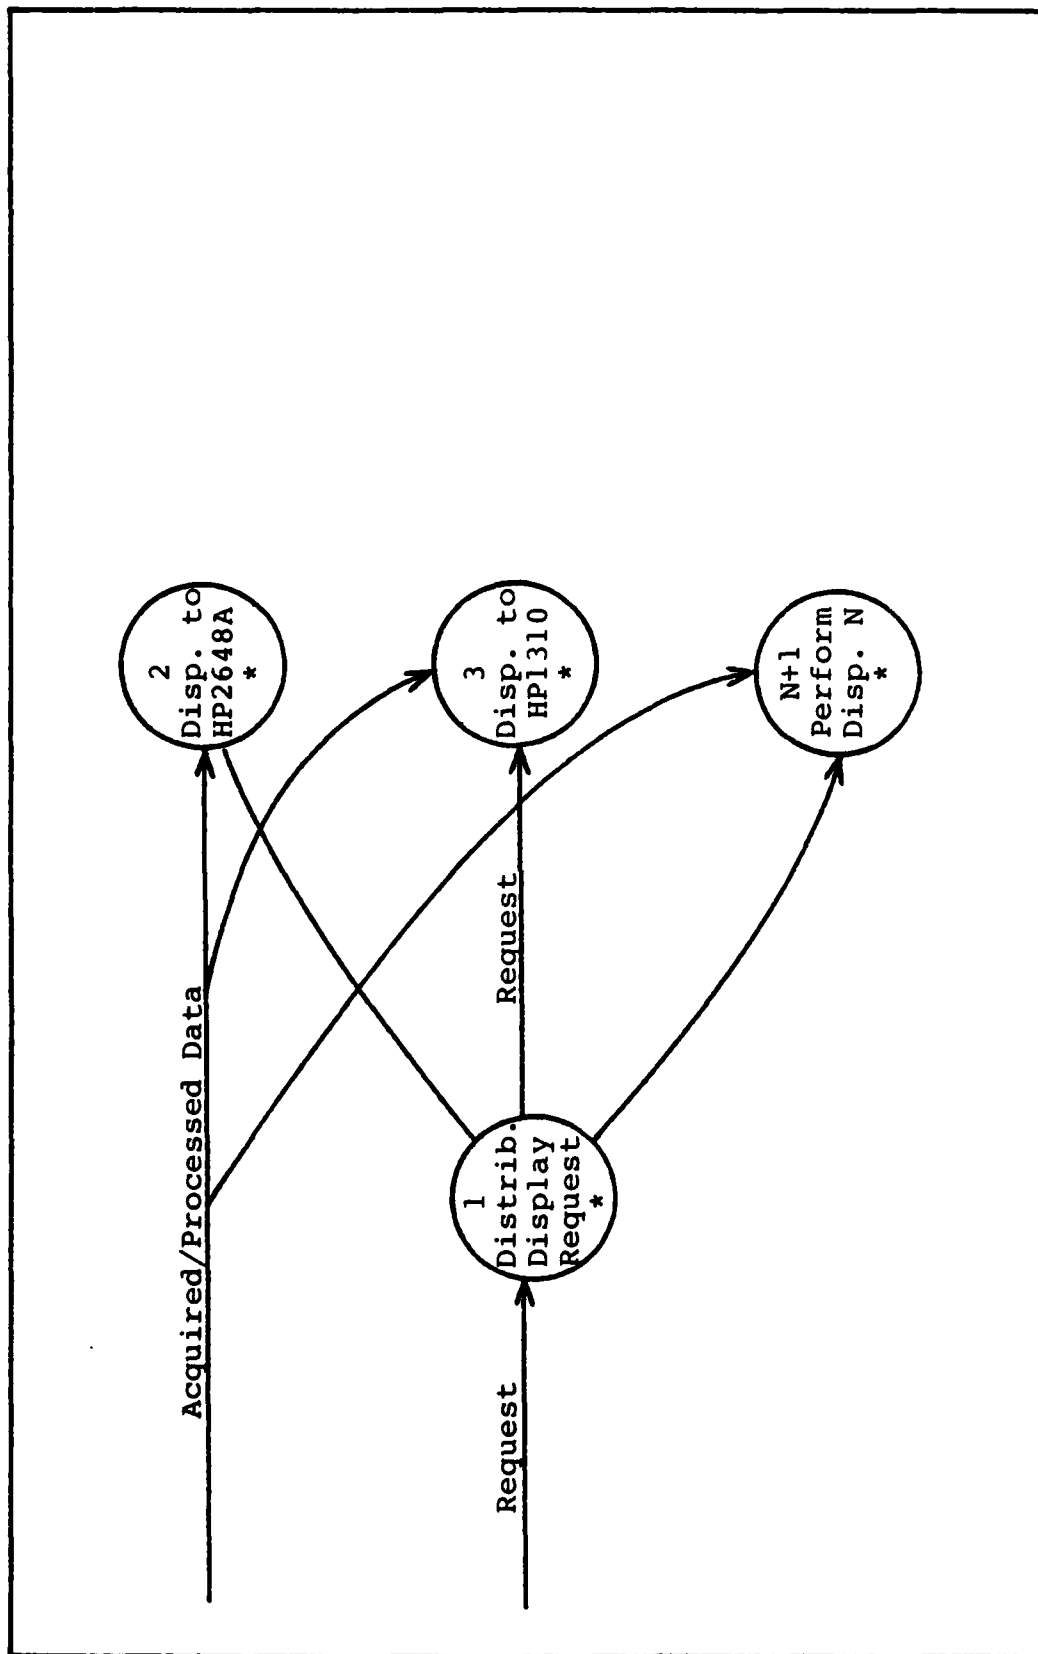 Acquired/Processed Data
2
Disp. to
HP2648A
*
Request
1
Distrib.
Display
Request
*
Request
3
Disp. to
HP1310
*
N+1
Perform
Disp. N
*